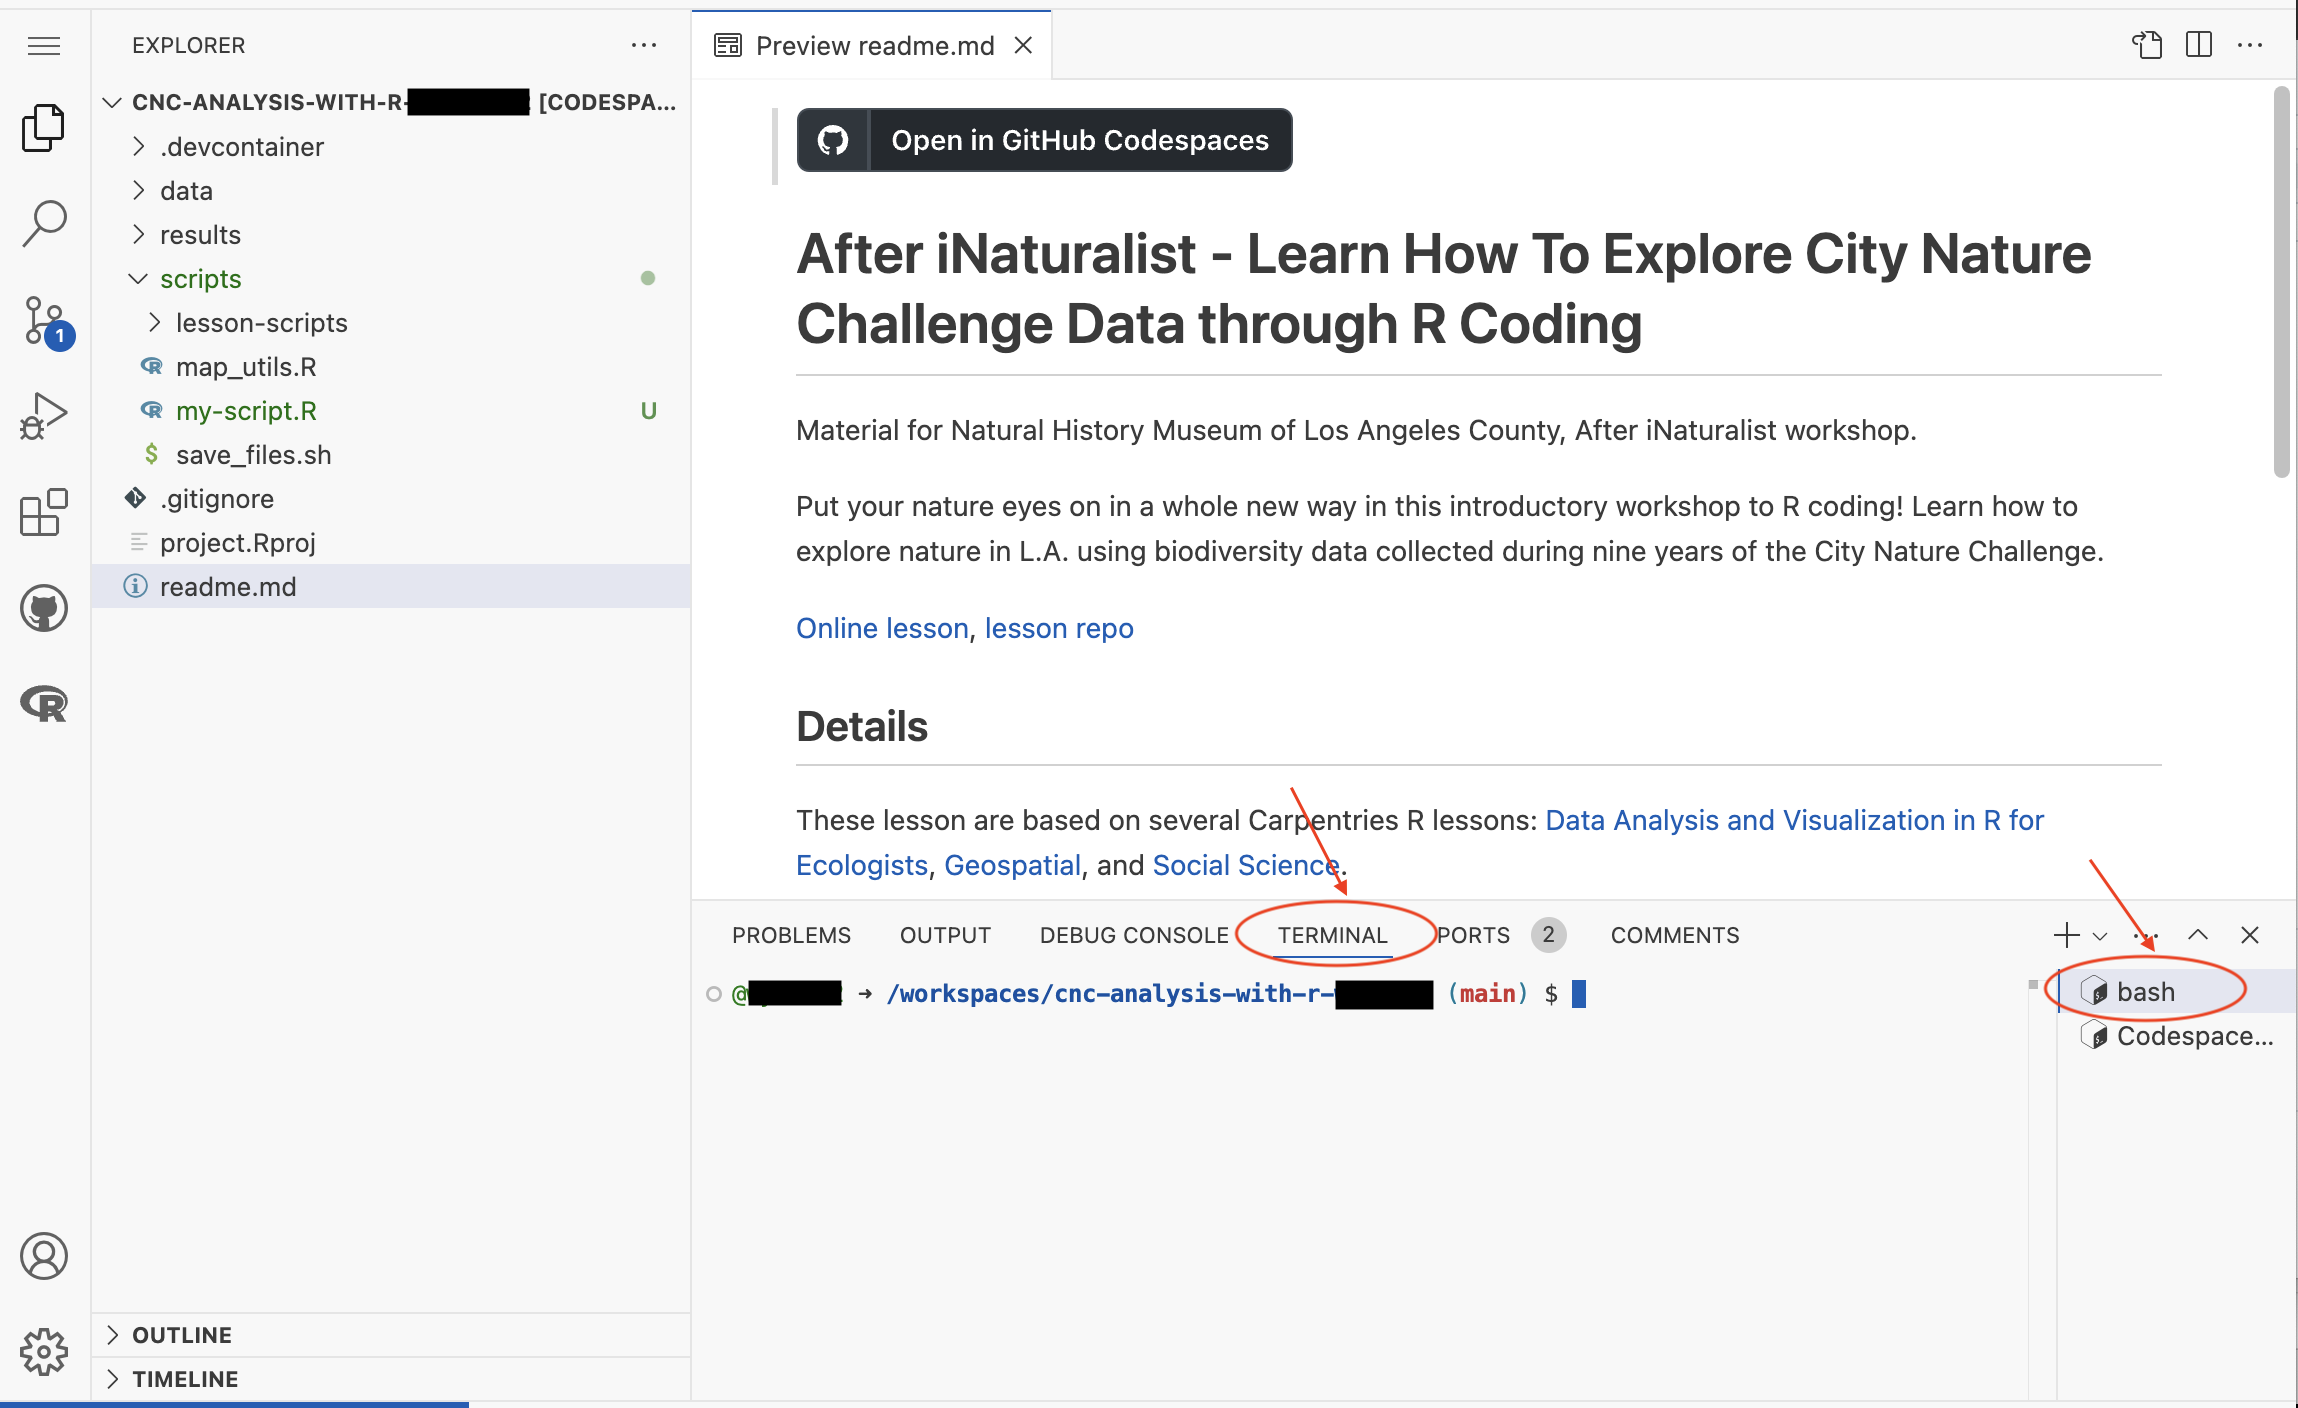 EXPLORER
CNC-ANALYSIS-WITH-R- [CODESPA...
.devcontainer
data
results
scripts
lesson-scripts
map_utils.R
my-script.R U
$ save_files.sh
.gitignore
project.Rproj
readme.md
1
OUTLINE
TIMELINE
Preview readme.md
Open in GitHub Codespaces
After iNaturalist - Learn How To Explore City Nature
Challenge Data through R Coding
Material for Natural History Museum of Los Angeles County, After iNaturalist workshop.
Put your nature eyes on in a whole new way in this introductory workshop to R coding! Learn how to
explore nature in L.A. using biodiversity data collected during nine years of the City Nature Challenge.
Online lesson, lesson repo
Details
These lesson are based on several Carpentries R lessons: Data Analysis and Visualization in R for
Ecologists, Geospatial, and Social Science.
PROBLEMS OUTPUT DEBUG CONSOLE TERMINAL PORTS 2 COMMENTS
@ → /workspaces/cnc-analysis-with-r- (main) $
bash
Codespace...